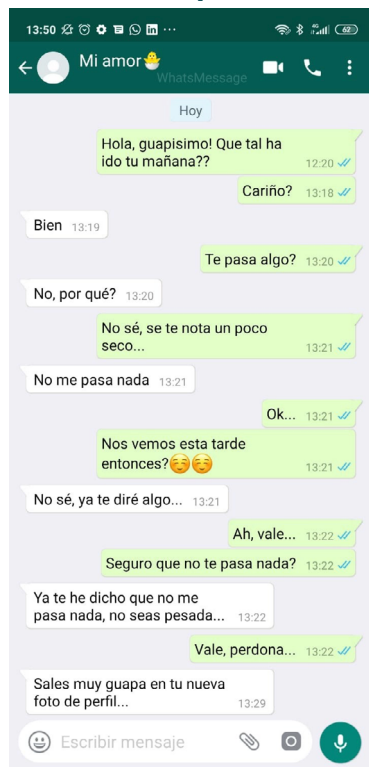 13:50
62
Mi amor🐣
WhatsMessage
Hoy
Hola, guapisimo! Que tal ha
ido tu mañana??
12:20
Cariño? 13:18
Bien 13:19
Te pasa algo? 13:20
No, por qué? 13:20
No sé, se te nota un poco
seco...
13:21
No me pasa nada 13:21
Ok... 13:21
Nos vemos esta tarde
entonces?☺️☺️
13:21
No sé, ya te diré algo... 13:21
Ah, vale... 13:22
Seguro que no te pasa nada? 13:22
Ya te he dicho que no me
pasa nada, no seas pesada... 13:22
Vale, perdona... 13:22
Sales muy guapa en tu nueva
foto de perfil...
13:29
Escribir mensaje